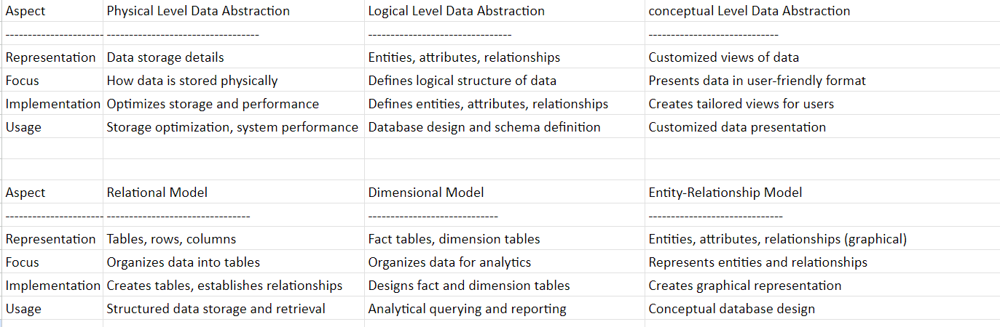 Aspect Physical Level Data Abstraction Logical Level Data Abstraction conceptual Level Data Abstraction
---------------------- ---------------------------------- -------------------------------- -----------------------------
Representation Data storage details Entities, attributes, relationships Customized views of data
Focus How data is stored physically Defines logical structure of data Presents data in user-friendly format
Implementation Optimizes storage and performance Defines entities, attributes, relationships Creates tailored views for users
Usage Storage optimization, system performance Database design and schema definition Customized data presentation
Aspect Relational Model Dimensional Model Entity-Relationship Model
---------------------- -------------------------------- ----------------------------- ------------------------------
Representation Tables, rows, columns Fact tables, dimension tables Entities, attributes, relationships (graphical)
Focus Organizes data into tables Organizes data for analytics Represents entities and relationships
Implementation Creates tables, establishes relationships Designs fact and dimension tables Creates graphical representation
Usage Structured data storage and retrieval Analytical querying and reporting Conceptual database design